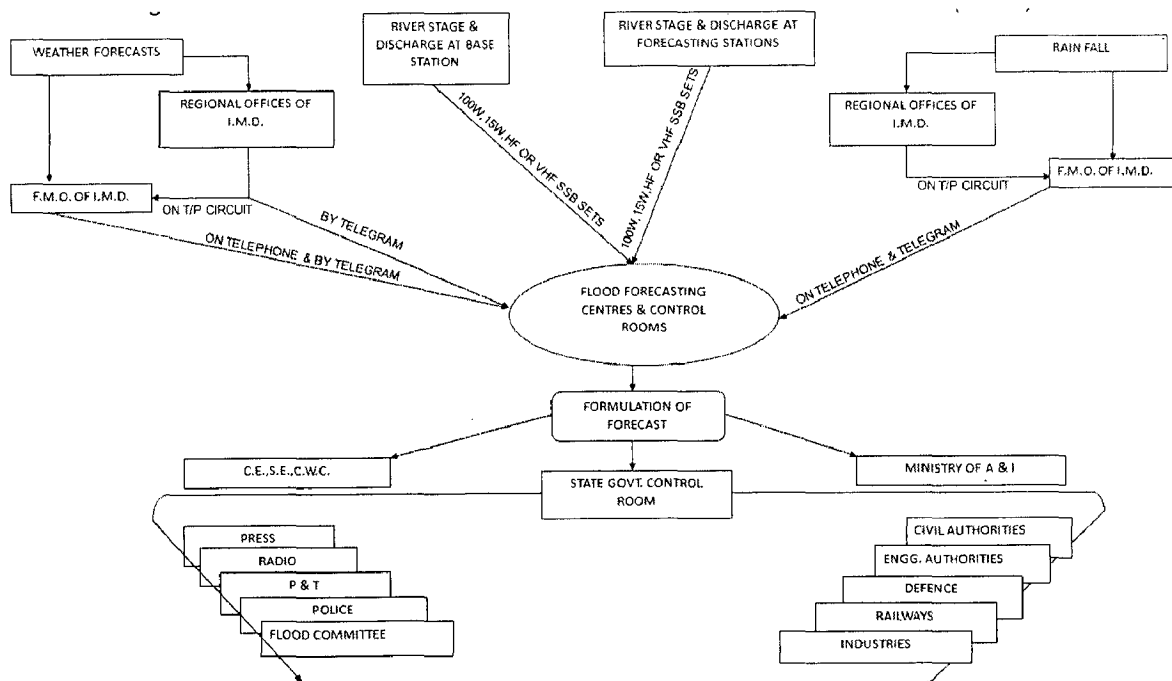 WEATHER FORECASTS
RIVER STAGE &
DISCHARGE AT BASE
STATION
RIVER STAGE & DISCHARGE AT
FORECASTING STATIONS
RAIN FALL
REGIONAL OFFICES OF
I.M.D.
REGIONAL OFFICES OF
I.M.D.
F.M.O. OF I.M.D.
ON T/P CIRCUIT
ON T/P CIRCUIT
F.M.O. OF I.M.D.
BY TELEGRAM
ON TELEPHONE & BY TELEGRAM
100W,15W,HF OR VHF SSB SETS
100W,15W,HF OR VHF SSB SETS
ON TELEPHONE & TELEGRAM
FLOOD FORECASTING
CENTRES & CONTROL
ROOMS
FORMULATION OF
FORECAST
C.E.,S.E.,C.W.C.
STATE GOVT. CONTROL
ROOM
MINISTRY OF A & I
PRESS
RADIO
P & T
POLICE
FLOOD COMMITTEE
CIVIL AUTHORITIES
ENGG. AUTHORITIES
DEFENCE
RAILWAYS
INDUSTRIES